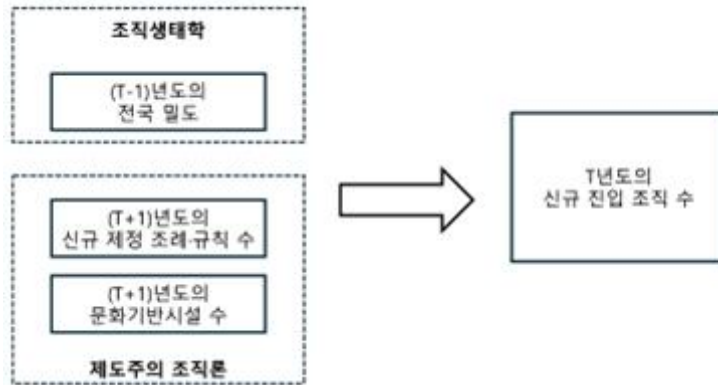 조직생태학
(T-1)년도의
전국 밀도
(T+1)년도의
신규 제정 조례·규칙 수
(T+1)년도의
문화기반시설 수
제도주의 조직론
T년도의
신규 진입 조직 수